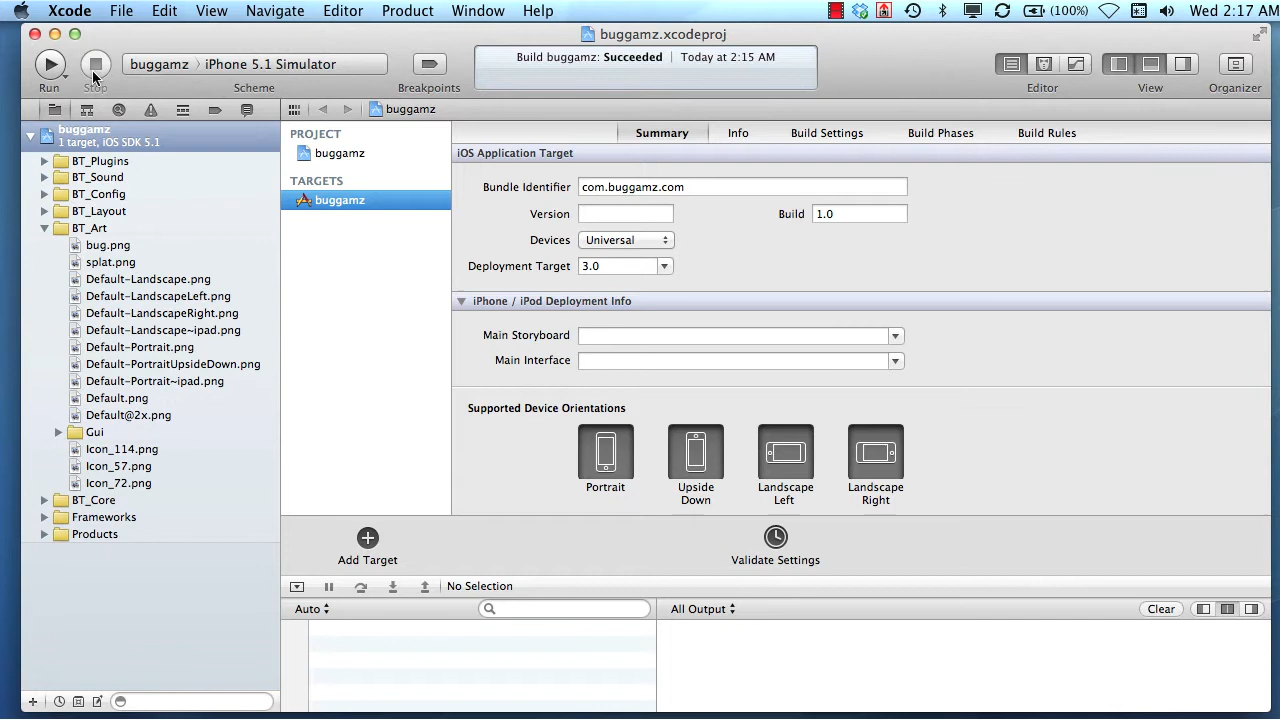 Xcode File Edit View Navigate Editor Product Window Help (100%) Wed 2:17 AM
buggamz.xcodeproj
buggamz 〉 iPhone 5.1 Simulator
Build buggamz: Succeeded | Today at 2:15 AM
Run Stop Scheme Breakpoints Editor View Organizer
buggamz
1 target, iOS SDK 5.1
BT_Plugins
BT_Sound
BT_Config
BT_Layout
BT_Art
bug.png
splat.png
Default-Landscape.png
Default-LandscapeLeft.png
Default-LandscapeRight.png
Default-Landscape~ipad.png
Default-Portrait.png
Default-PortraitUpsideDown.png
Default-Portrait~ipad.png
Default.png
Default@2x.png
Gui
Icon_114.png
Icon_57.png
Icon_72.png
BT_Core
Frameworks
Products
buggamz
PROJECT
buggamz
TARGETS
buggamz
Summary Info Build Settings Build Phases Build Rules
iOS Application Target
Bundle Identifier com.buggamz.com
Version Build 1.0
Devices Universal
Deployment Target 3.0
iPhone / iPod Deployment Info
Main Storyboard
Main Interface
Supported Device Orientations
Portrait
Upside Down
Landscape Left
Landscape Right
Add Target
Validate Settings
No Selection
Auto
All Output
Clear